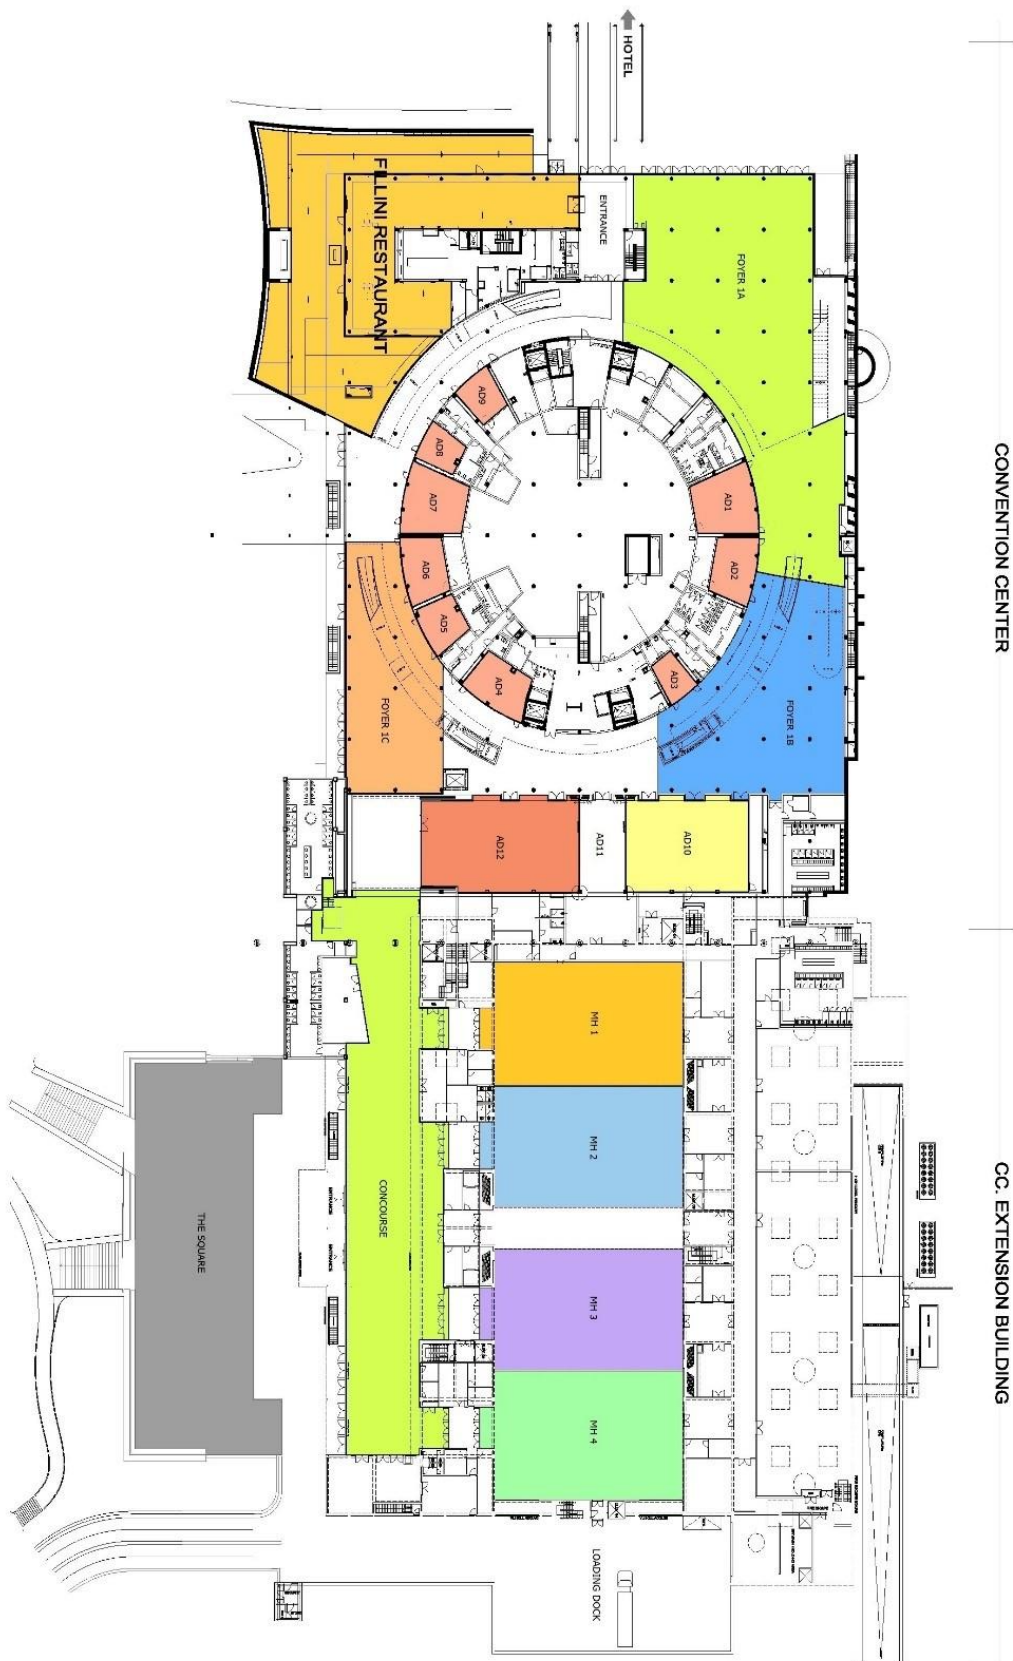 HOTEL
FILLINI RESTAURANT
ENTRANCE
FOYER 1A
CONVENTION CENTER
AD9
AD8
AD7
AD6
AD5
AD4
AD1
AD2
AD3
FOYER 1C
FOYER 1B
AD12
AD11
AD10
MH 1
MH 2
MH 3
MH 4
CONCOURSE
ENTRANCE
ENTRANCE
THE SQUARE
CC. EXTENSION BUILDING
LOADING DOCK